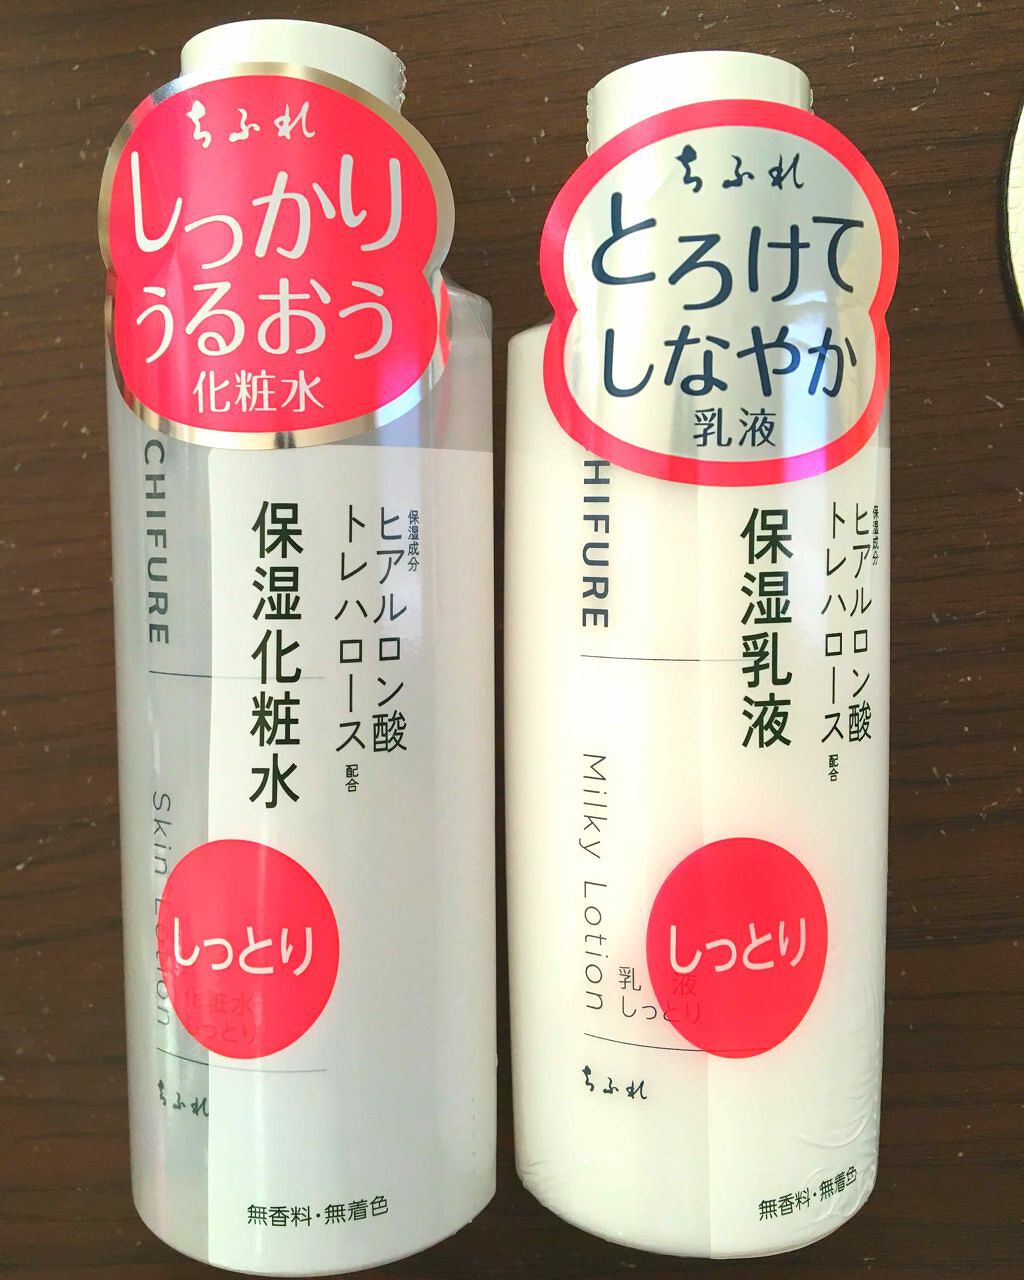 ちふれ
しっかり
うるおう
化粧水
CHIFURE
保湿成分
ヒアルロン酸
トレハロース配合
保湿化粧水
Skin Lotion
しっとり
化粧水
しっとり
ちふれ
無香料・無着色
ちふれ
とろけて
しなやか
乳液
HIFURE
保湿成分
ヒアルロン酸
トレハロース配合
保湿乳液
Milky Lotion
しっとり
乳 液
しっとり
ちふれ
無香料・無着色